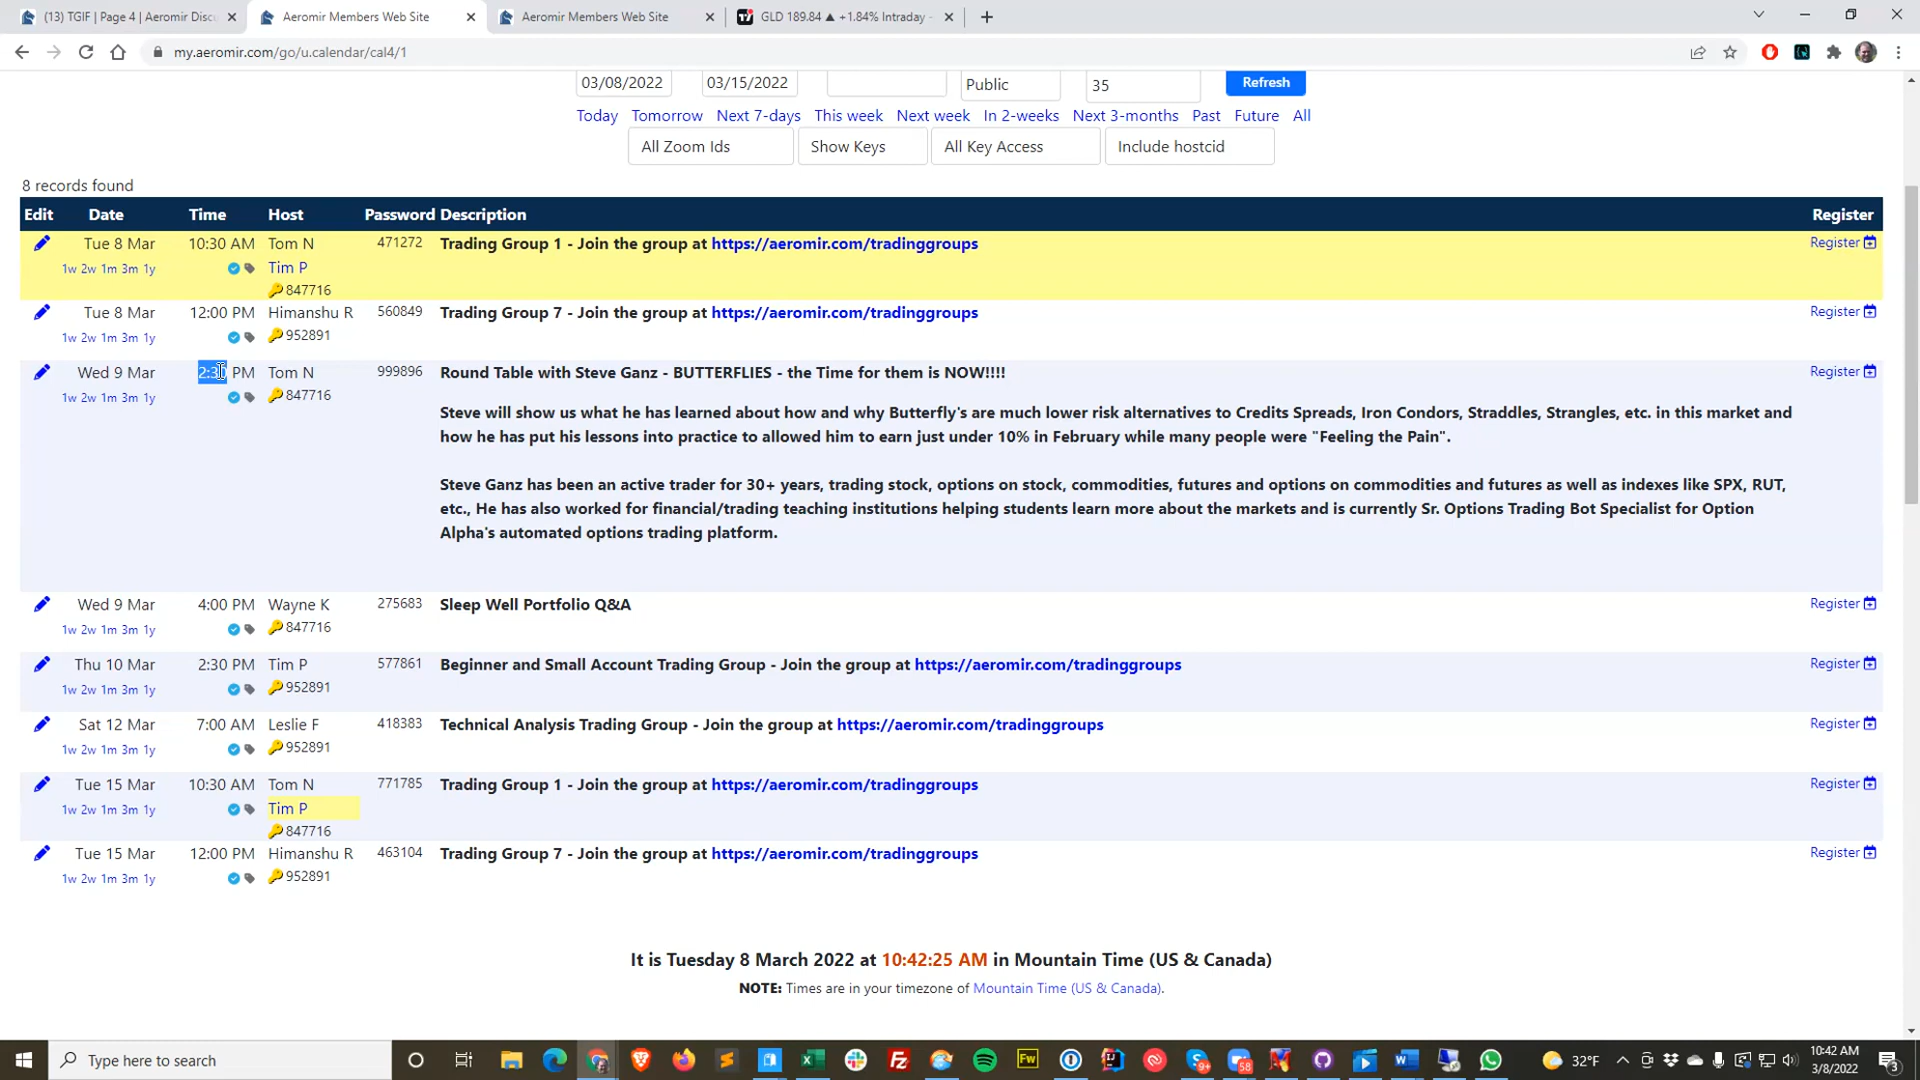 (13) TGIF | Page 4 | Aeromir Discu
Aeromir Members Web Site
Aeromir Members Web Site
GLD 189.84 ▲ +1.84% Intraday -
my.aeromir.com/go/u.calendar/cal4/1
03/08/2022 03/15/2022 Public 35 Refresh
Today Tomorrow Next 7-days This week Next week In 2-weeks Next 3-months Past Future All
All Zoom Ids Show Keys All Key Access Include hostcid
8 records found
Edit Date Time Host Password Description Register
Tue 8 Mar 10:30 AM Tom N 471272 Trading Group 1 - Join the group at https://aeromir.com/tradinggroups Register
1w 2w 1m 3m 1y Tim P
847716
Tue 8 Mar 12:00 PM Himanshu R 560849 Trading Group 7 - Join the group at https://aeromir.com/tradinggroups Register
1w 2w 1m 3m 1y 952891
Wed 9 Mar 2:30 PM Tom N 999896 Round Table with Steve Ganz - BUTTERFLIES - the Time for them is NOW!!!! Register
1w 2w 1m 3m 1y 847716
Steve will show us what he has learned about how and why Butterfly's are much lower risk alternatives to Credits Spreads, Iron Condors, Straddles, Strangles, etc. in this market and
how he has put his lessons into practice to allowed him to earn just under 10% in February while many people were "Feeling the Pain".
Steve Ganz has been an active trader for 30+ years, trading stock, options on stock, commodities, futures and options on commodities and futures as well as indexes like SPX, RUT,
etc., He has also worked for financial/trading teaching institutions helping students learn more about the markets and is currently Sr. Options Trading Bot Specialist for Option
Alpha's automated options trading platform.
Wed 9 Mar 4:00 PM Wayne K 275683 Sleep Well Portfolio Q&A Register
1w 2w 1m 3m 1y 847716
Thu 10 Mar 2:30 PM Tim P 577861 Beginner and Small Account Trading Group - Join the group at https://aeromir.com/tradinggroups Register
1w 2w 1m 3m 1y 952891
Sat 12 Mar 7:00 AM Leslie F 418383 Technical Analysis Trading Group - Join the group at https://aeromir.com/tradinggroups Register
1w 2w 1m 3m 1y 952891
Tue 15 Mar 10:30 AM Tom N 771785 Trading Group 1 - Join the group at https://aeromir.com/tradinggroups Register
1w 2w 1m 3m 1y Tim P
847716
Tue 15 Mar 12:00 PM Himanshu R 463104 Trading Group 7 - Join the group at https://aeromir.com/tradinggroups Register
1w 2w 1m 3m 1y 952891
It is Tuesday 8 March 2022 at 10:42:25 AM in Mountain Time (US & Canada)
NOTE: Times are in your timezone of Mountain Time (US & Canada).
Type here to search
Fw
9+
58
32°F
10:42 AM
3/8/2022
3